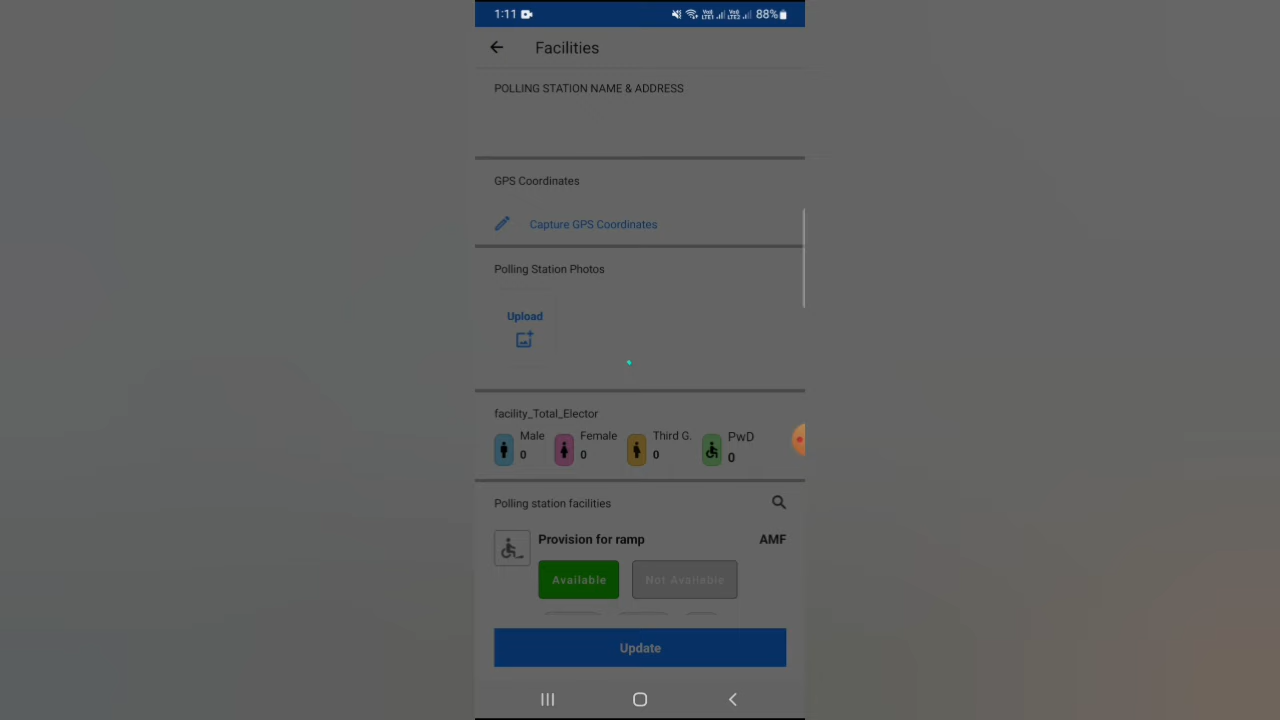 1:11 88%
Facilities
POLLING STATION NAME & ADDRESS
GPS Coordinates
Capture GPS Coordinates
Polling Station Photos
Upload
facility_Total_Elector
Male Female Third G. PwD
0 0 0 0
Polling station facilities
Provision for ramp AMF
Available Not Available
Update